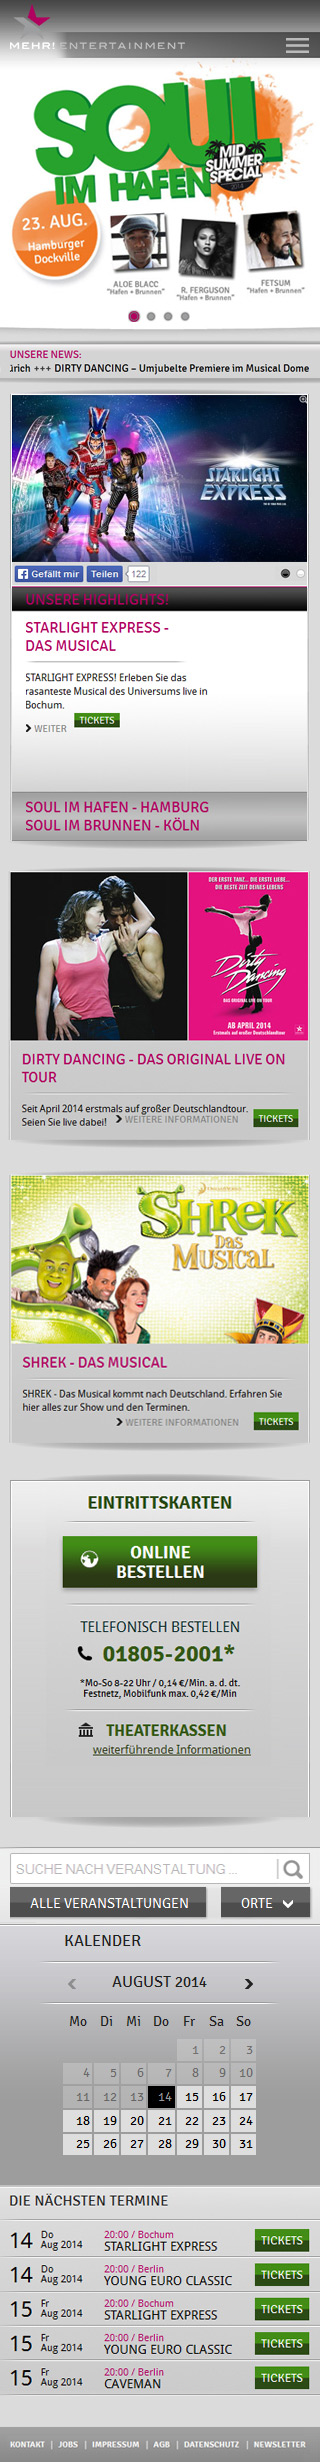 MEHR! ENTERTAINMENT
SOUL
IM HAFEN
MID
SUMMER
SPECIAL
2014
23. AUG.
Hamburger
Dockville
ALOE BLACC
"Hafen + Brunnen"
R. FERGUSON
"Hafen + Brunnen"
FETSUM
"Hafen + Brunnen"
UNSERE NEWS:
ürich +++ DIRTY DANCING – Umjubelte Premiere im Musical Dome
STARLIGHT
EXPRESS
Gefällt mir
Teilen
122
UNSERE HIGHLIGHTS!
STARLIGHT EXPRESS -
DAS MUSICAL
STARLIGHT EXPRESS! Erleben Sie das
rasanteste Musical des Universums live in
Bochum.
WEITER TICKETS
SOUL IM HAFEN - HAMBURG
SOUL IM BRUNNEN - KÖLN
DER ERSTE TANZ... DIE ERSTE LIEBE...
DIE BESTE ZEIT DEINES LEBENS
Dirty
Dancing
DAS ORIGINAL LIVE ON TOUR
AB APRIL 2014
Erstmals auf großer Deutschlandtour
DIRTY DANCING - DAS ORIGINAL LIVE ON
TOUR
Seit April 2014 erstmals auf großer Deutschlandtour.
Seien Sie live dabei! WEITERE INFORMATIONEN TICKETS
SHREK
DAS
MUSICAL
SHREK - DAS MUSICAL
SHREK - Das Musical kommt nach Deutschland. Erfahren Sie
hier alles zur Show und den Terminen.
WEITERE INFORMATIONEN TICKETS
EINTRITTSKARTEN
ONLINE
BESTELLEN
TELEFONISCH BESTELLEN
01805-2001*
*Mo-So 8-22 Uhr / 0,14 €/Min. a. d. dt.
Festnetz, Mobilfunk max. 0,42 €/Min
THEATERKASSEN
weiterführende Informationen
SUCHE NACH VERANSTALTUNG ...
ALLE VERANSTALTUNGEN ORTE
KALENDER
AUGUST 2014
Mo Di Mi Do Fr Sa So
1 2 3
4 5 6 7 8 9 10
11 12 13 14 15 16 17
18 19 20 21 22 23 24
25 26 27 28 29 30 31
DIE NÄCHSTEN TERMINE
14 Do Aug 2014 20:00 / Bochum STARLIGHT EXPRESS TICKETS
14 Do Aug 2014 20:00 / Berlin YOUNG EURO CLASSIC TICKETS
15 Fr Aug 2014 20:00 / Bochum STARLIGHT EXPRESS TICKETS
15 Fr Aug 2014 20:00 / Berlin YOUNG EURO CLASSIC TICKETS
15 Fr Aug 2014 20:00 / Berlin CAVEMAN TICKETS
KONTAKT | JOBS | IMPRESSUM | AGB | DATENSCHUTZ | NEWSLETTER